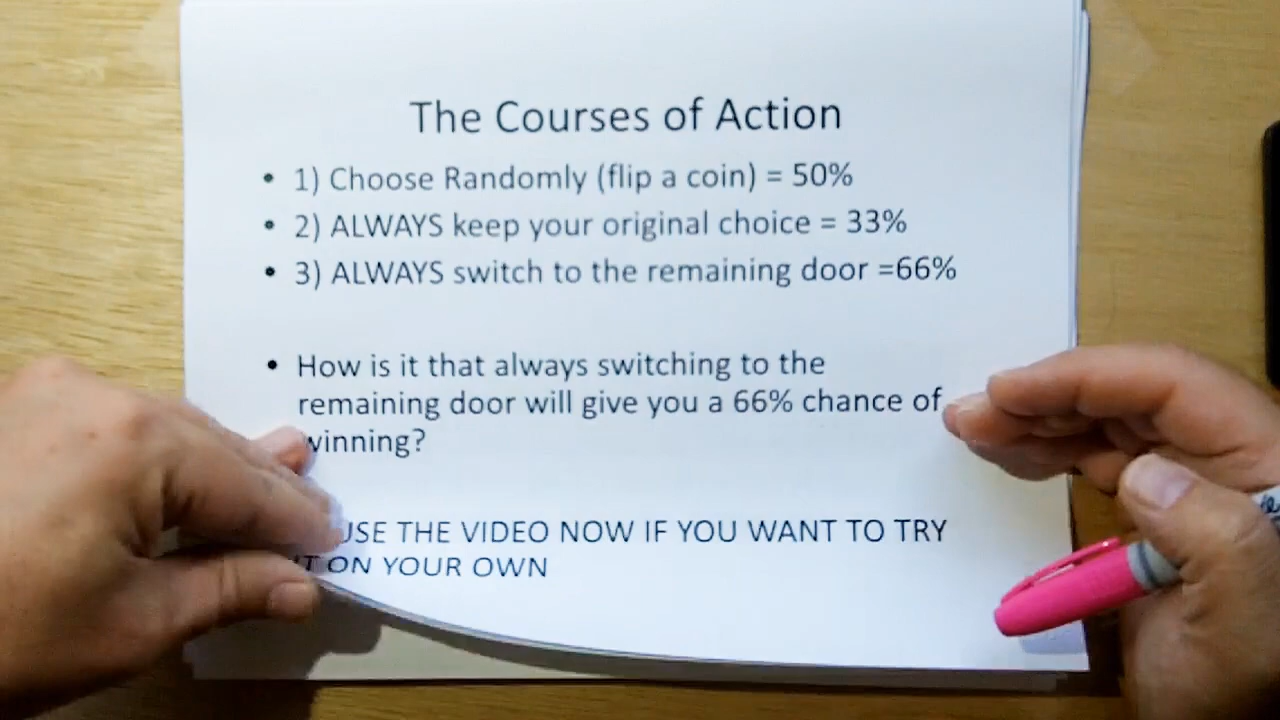 The Courses of Action
• 1) Choose Randomly (flip a coin) = 50%
• 2) ALWAYS keep your original choice = 33%
• 3) ALWAYS switch to the remaining door =66%
• How is it that always switching to the
remaining door will give you a 66% chance of
winning?
USE THE VIDEO NOW IF YOU WANT TO TRY
IT ON YOUR OWN